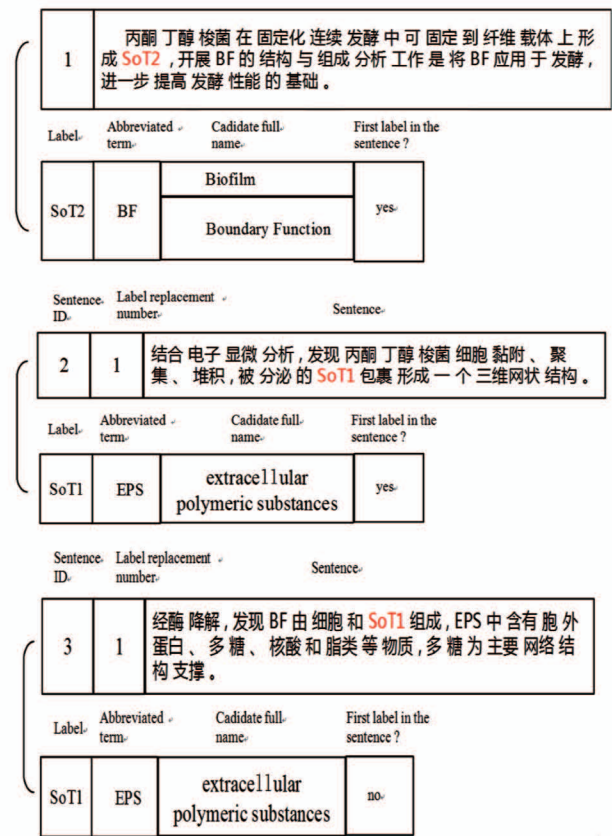 1
丙酮丁醇梭菌在固定化连续发酵中可固定到纤维载体上形
成 SoT2 ,开展 BF 的结构与组成分析工作是将 BF 应用于发酵,
进一步提高发酵性能的基础。
Label Abbreviated term Cadidate full name First label in the sentence ?
SoT2 BF Biofilm yes
Boundary Function
Sentence ID Label replacement number Sentence
2 1
结合电子显微分析,发现丙酮丁醇梭菌细胞黏附、聚
集、堆积,被分泌的 SoT1 包裹形成一个三维网状结构。
Label Abbreviated term Cadidate full name First label in the sentence ?
SoT1 EPS extracellular polymeric substances yes
Sentence ID Label replacement number Sentence
3 1
经酶降解,发现 BF 由细胞和 SoT1 组成,EPS 中含有胞外
蛋白、多糖、核酸和脂类等物质,多糖为主要网络结
构支撑。
Label Abbreviated term Cadidate full name First label in the sentence ?
SoT1 EPS extracellular polymeric substances no